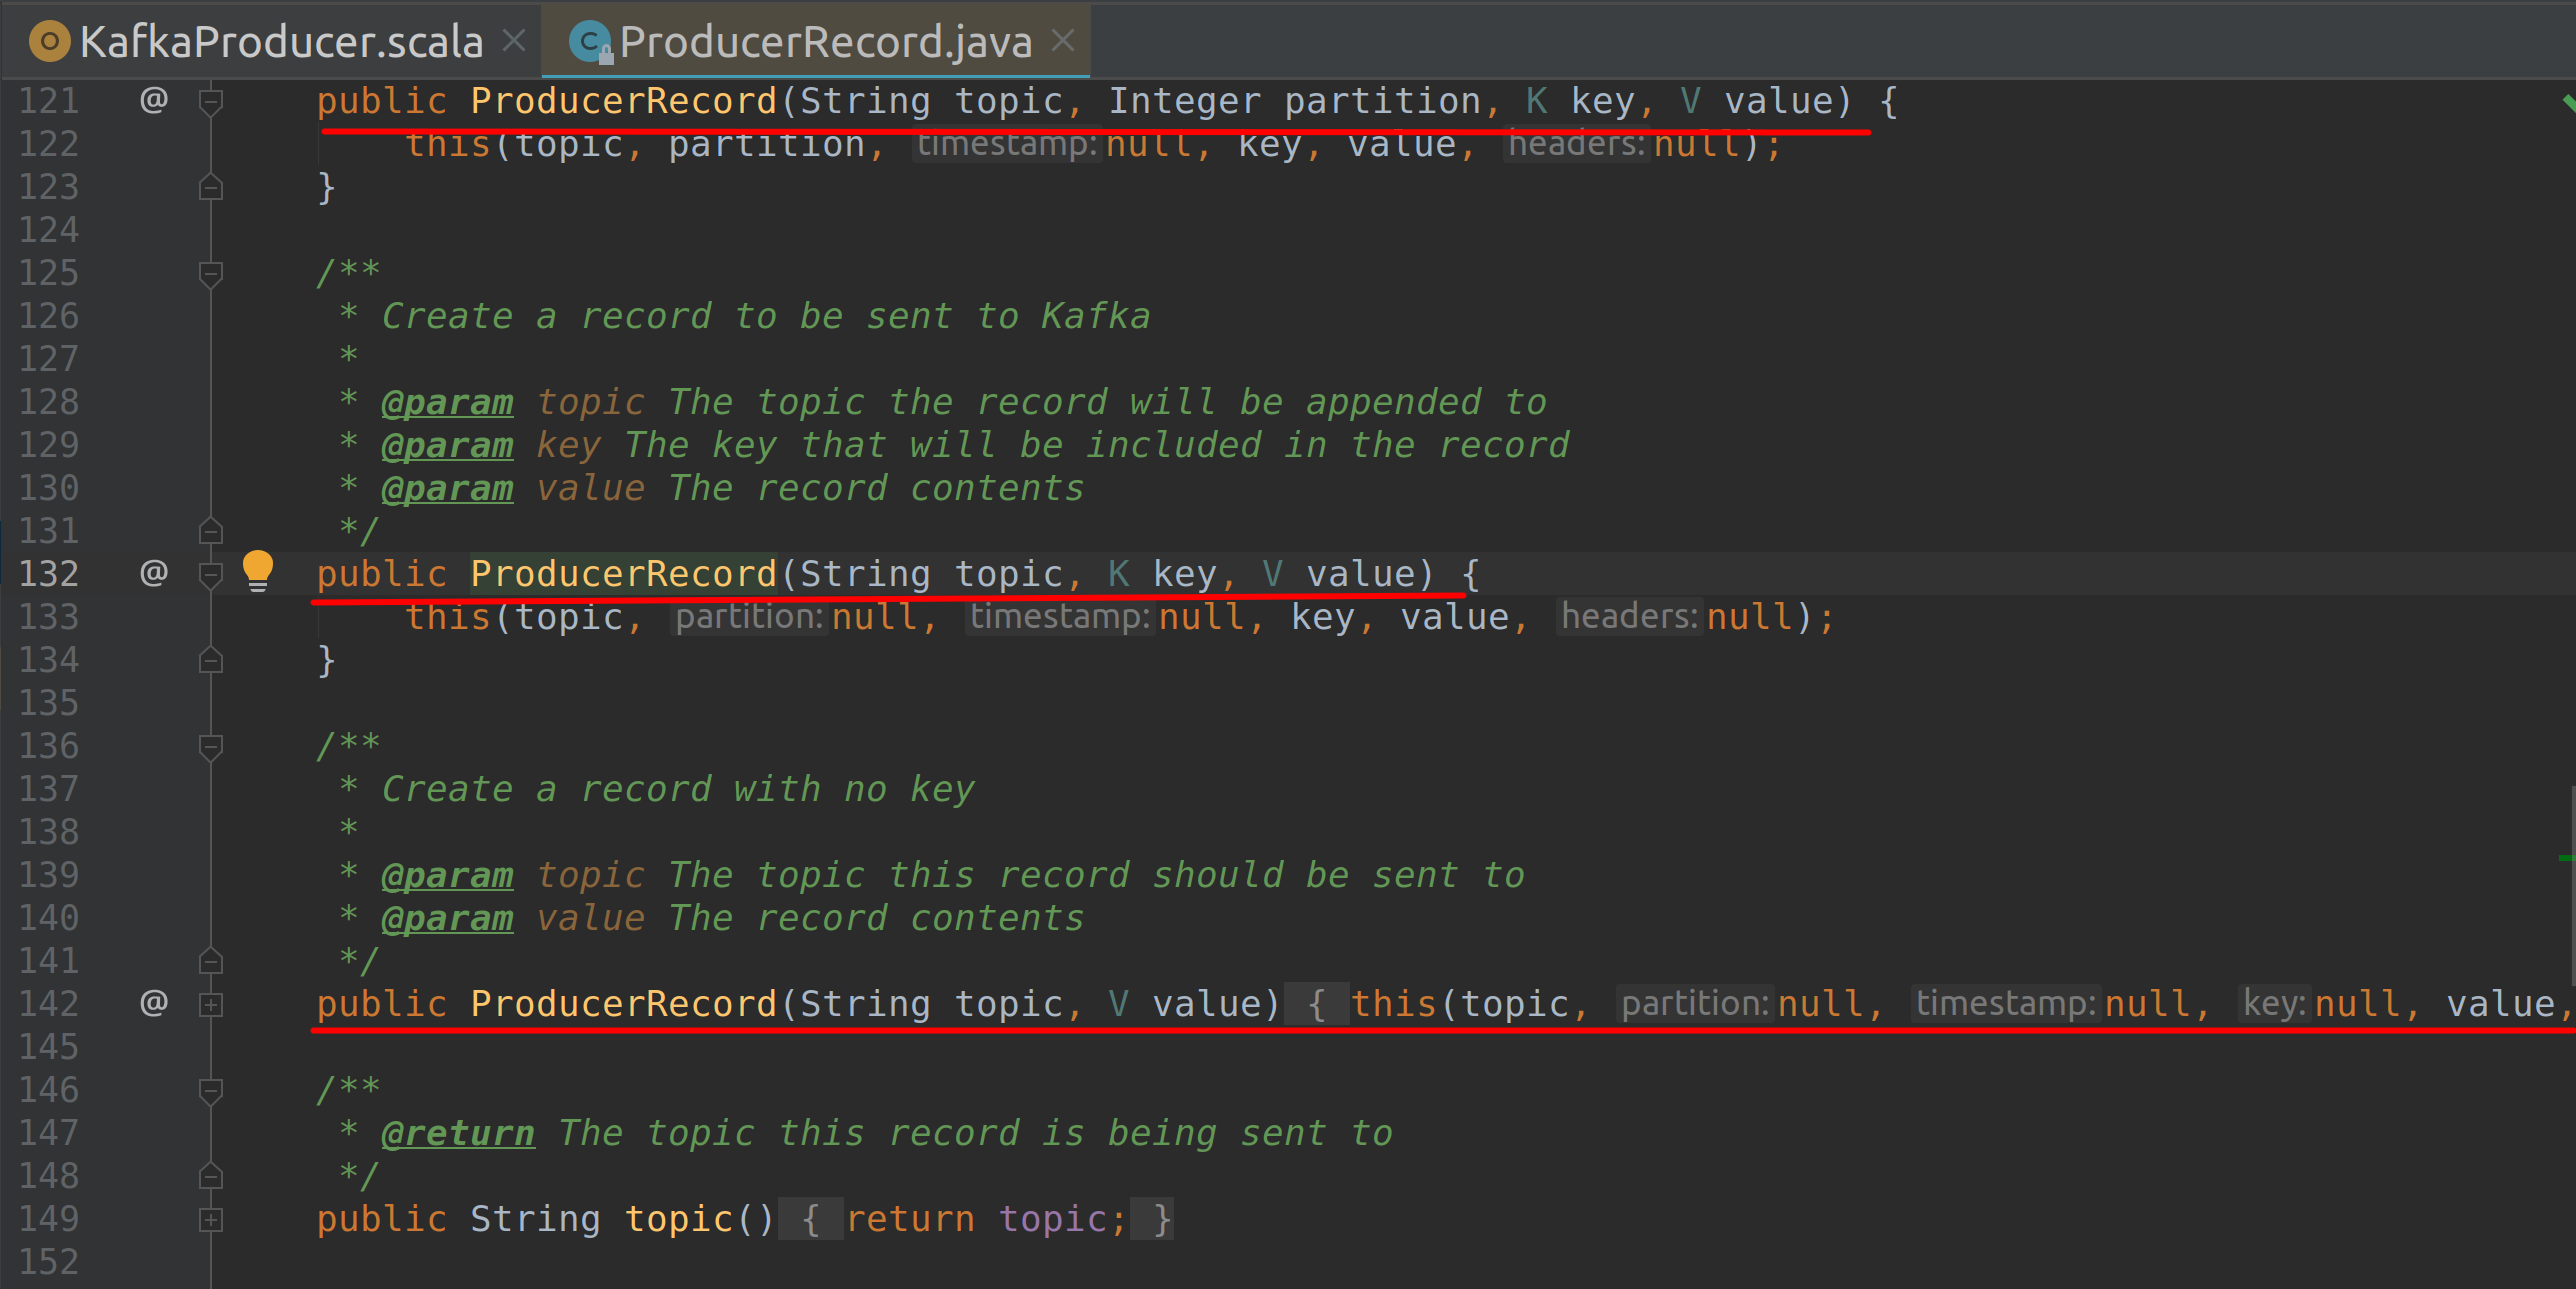 KafkaProducer.scala ProducerRecord.java
121 @ public ProducerRecord(String topic, Integer partition, K key, V value) {
122 this(topic, partition, timestamp: null, key, value, headers: null);
123 }
124
125 /**
126 * Create a record to be sent to Kafka
127 *
128 * @param topic The topic the record will be appended to
129 * @param key The key that will be included in the record
130 * @param value The record contents
131 */
132 @ public ProducerRecord(String topic, K key, V value) {
133 this(topic, partition: null, timestamp: null, key, value, headers: null);
134 }
135
136 /**
137 * Create a record with no key
138 *
139 * @param topic The topic this record should be sent to
140 * @param value The record contents
141 */
142 @ public ProducerRecord(String topic, V value) { this(topic, partition: null, timestamp: null, key: null, value,
145
146 /**
147 * @return The topic this record is being sent to
148 */
149 public String topic() { return topic; }
152